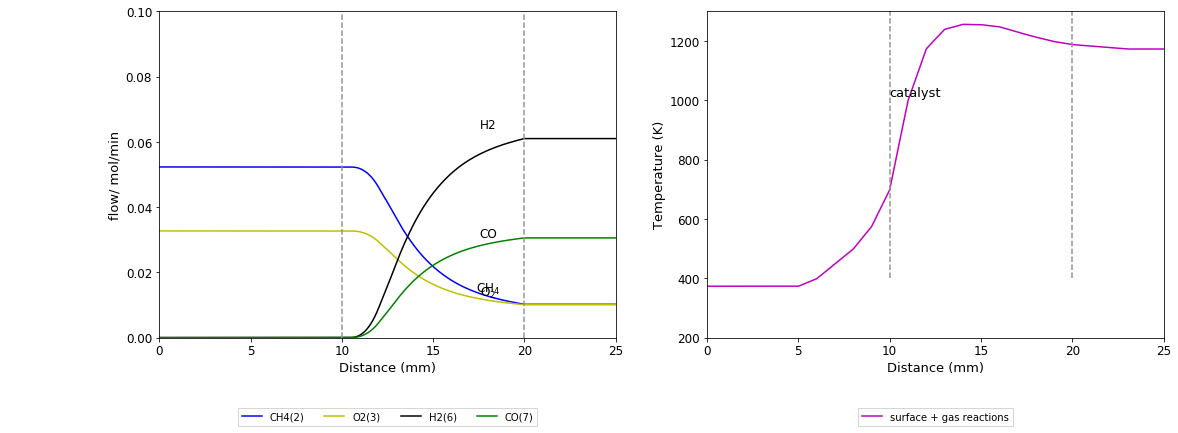 flow/ mol/min
0.10
0.08
0.06
0.04
0.02
0.00
H2
CO
CH4
O2
0 5 10 15 20 25
Distance (mm)
CH4(2) O2(3) H2(6) CO(7)
Temperature (K)
1200
1000
800
600
400
200
catalyst
0 5 10 15 20 25
Distance (mm)
surface + gas reactions